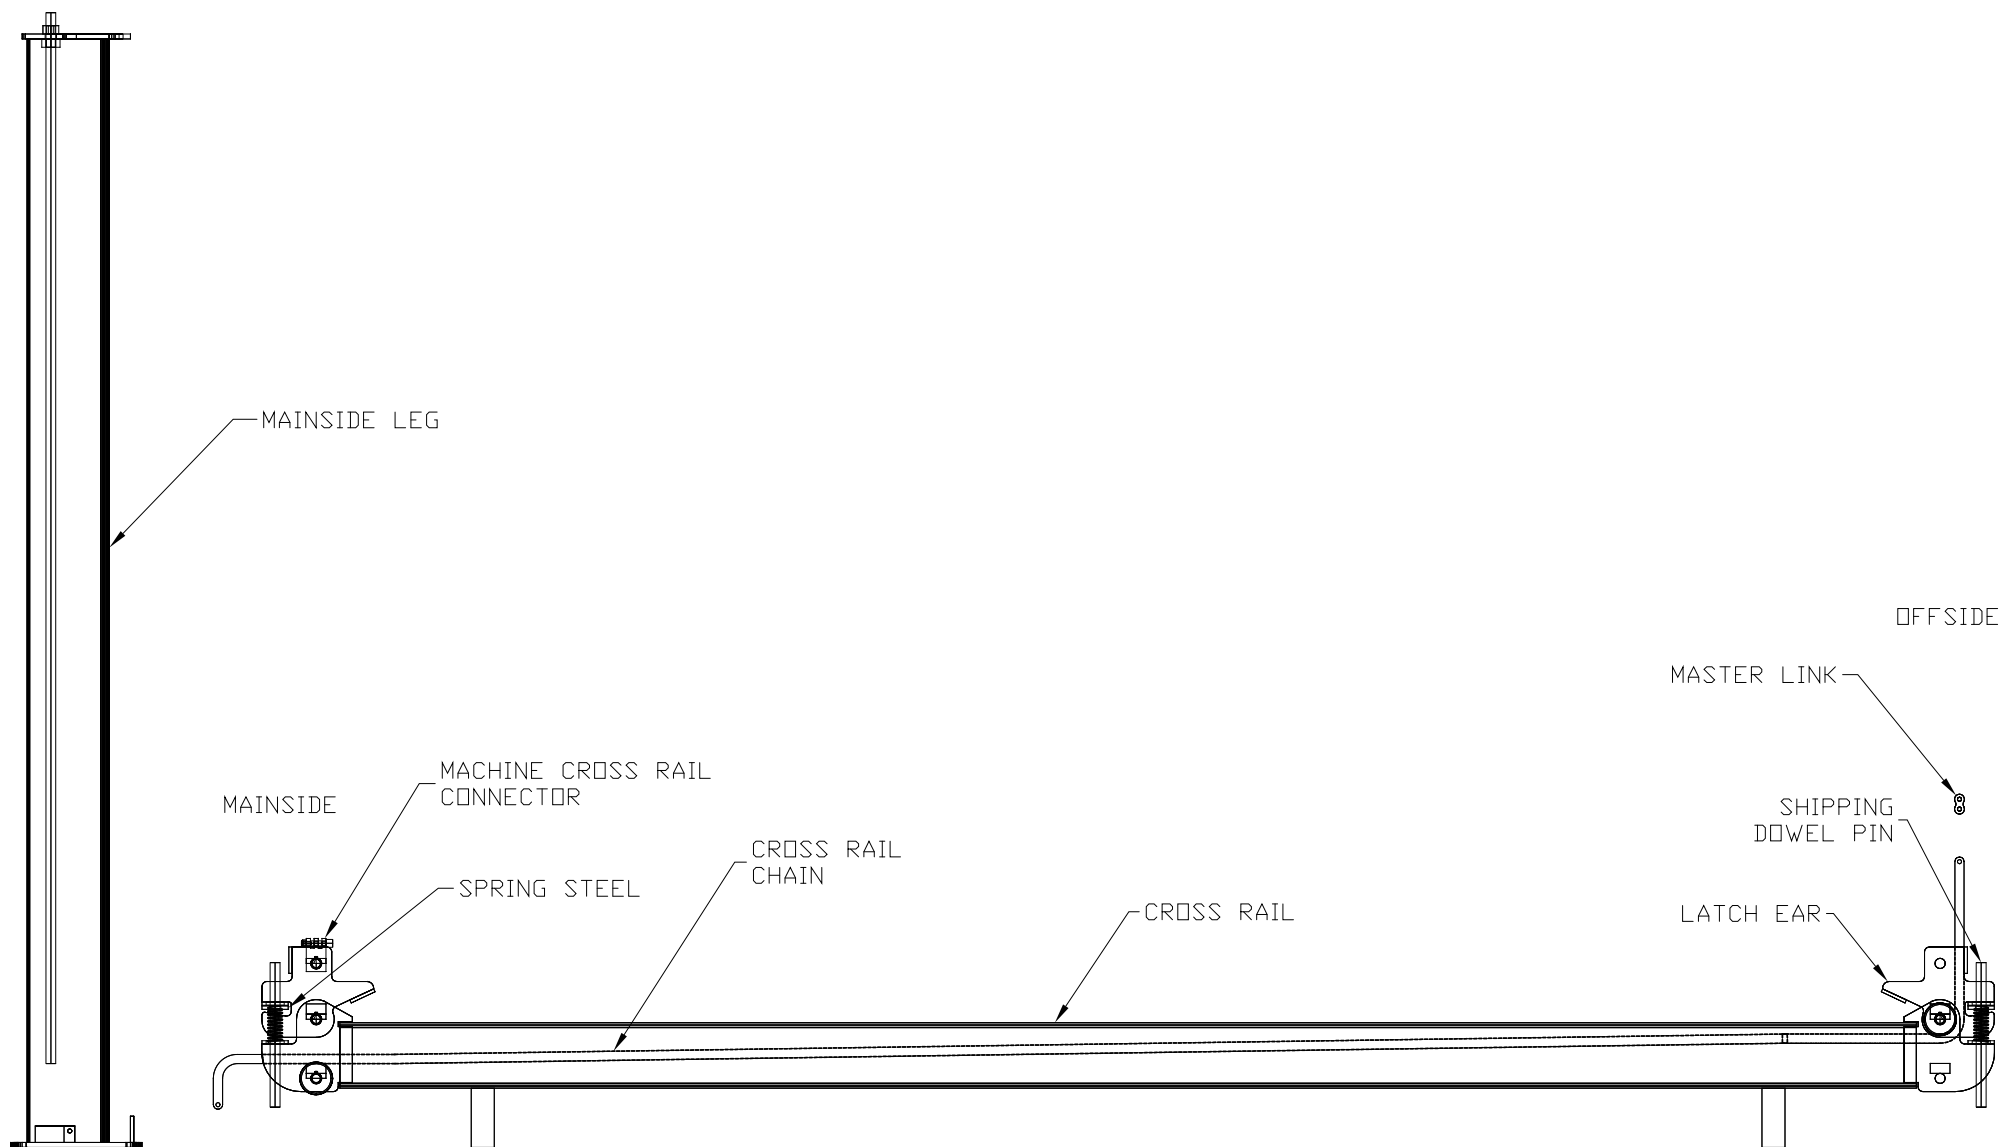 MAINSIDE LEG
OFFSIDE
MASTER LINK
MACHINE CROSS RAIL
CONNECTOR
MAINSIDE
SHIPPING
DOWEL PIN
CROSS RAIL
CHAIN
SPRING STEEL
CROSS RAIL
LATCH EAR